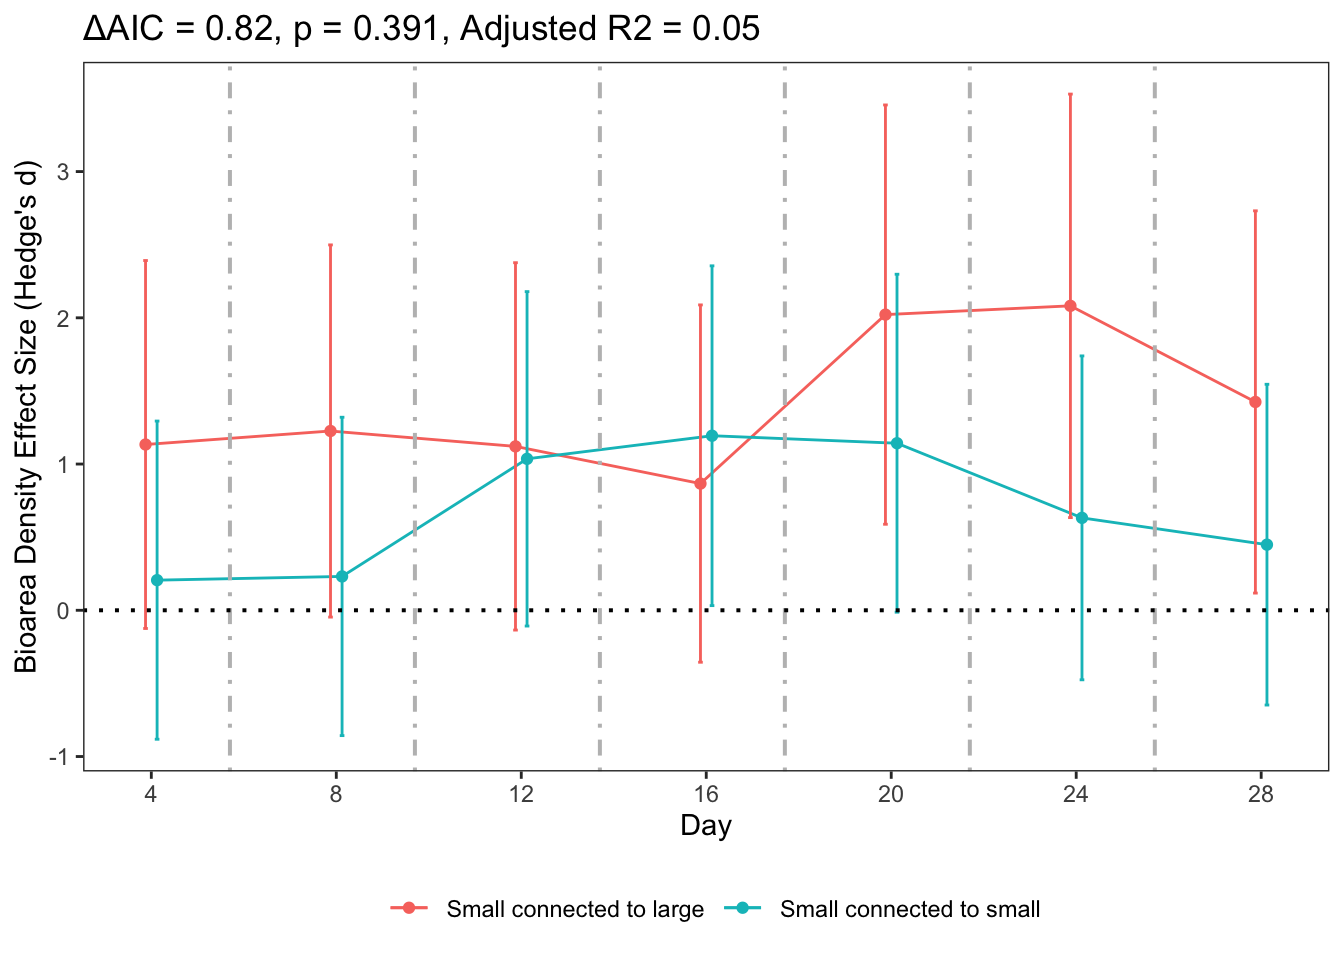 ΔAIC = 0.82, p = 0.391, Adjusted R2 = 0.05
Bioarea Density Effect Size (Hedge's d)
3
2
1
0
-1
4 8 12 16 20 24 28
Day
Small connected to large Small connected to small